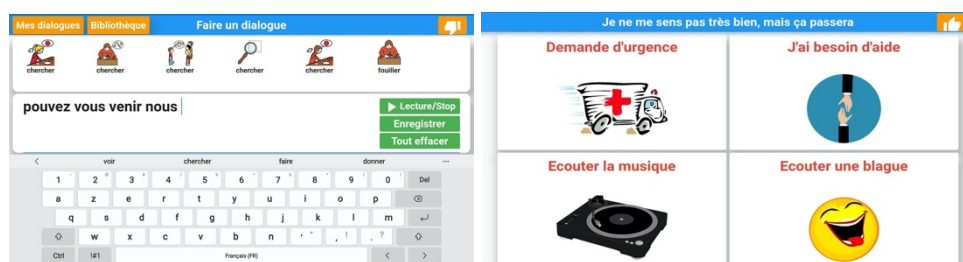 Mes dialogues Bibliothèque Faire un dialogue
chercher chercher chercher chercher chercher fouiller
pouvez vous venir nous
Lecture/Stop
Enregistrer
Tout effacer
< voir chercher faire donner ...
1 2 3 4 5 6 7 8 9 0 Del
a z e r t y u i o p
q s d f g h j k l m
w x c v b n ' , ! . ?
Ctrl !#1 Français (FR) < >
Je ne me sens pas très bien, mais ça passera
Demande d'urgence J'ai besoin d'aide
Ecouter la musique Ecouter une blague